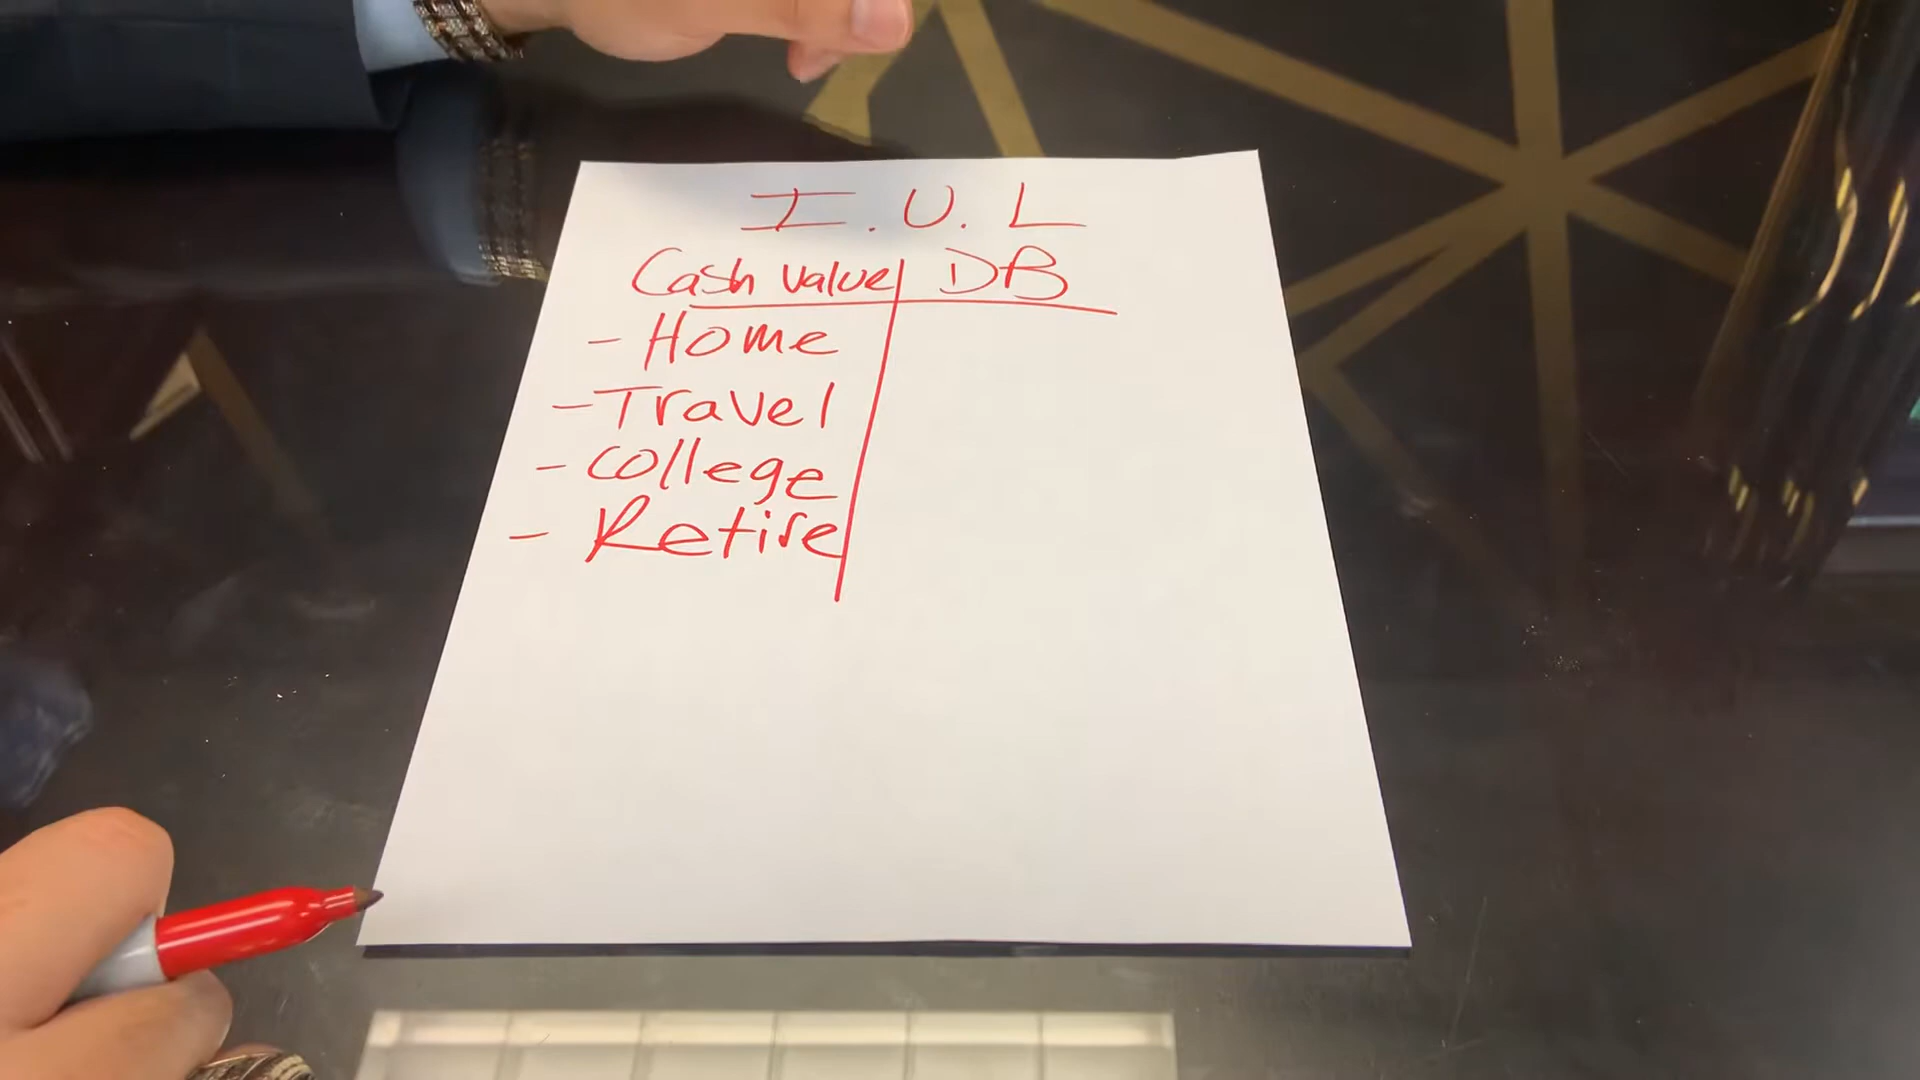 I.U.L
Cash value DB
- Home
- Travel
- College
- Retire